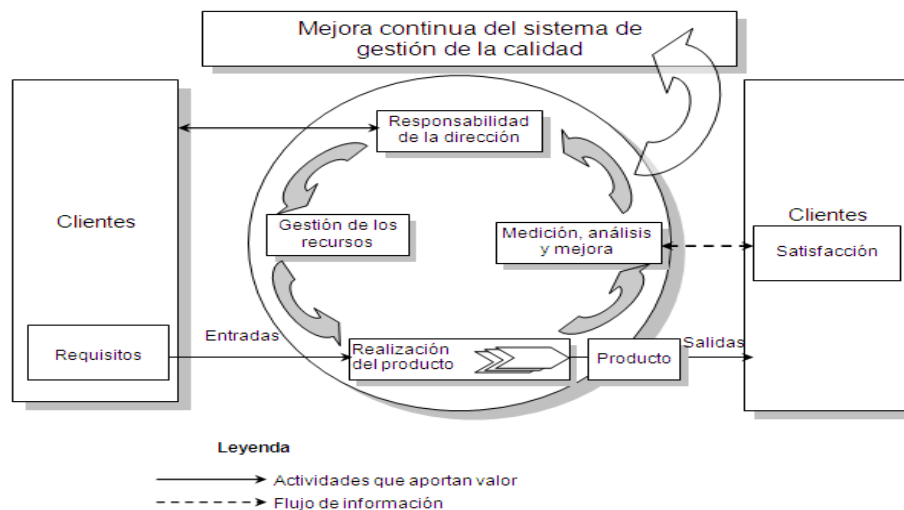 Mejora continua del sistema de
gestión de la calidad
Responsabilidad
de la dirección
Clientes
Gestión de los
recursos
Medición, análisis
y mejora
Clientes
Satisfacción
Requisitos
Entradas
Realización
del producto
Producto
Salidas
Leyenda
Actividades que aportan valor
Flujo de información